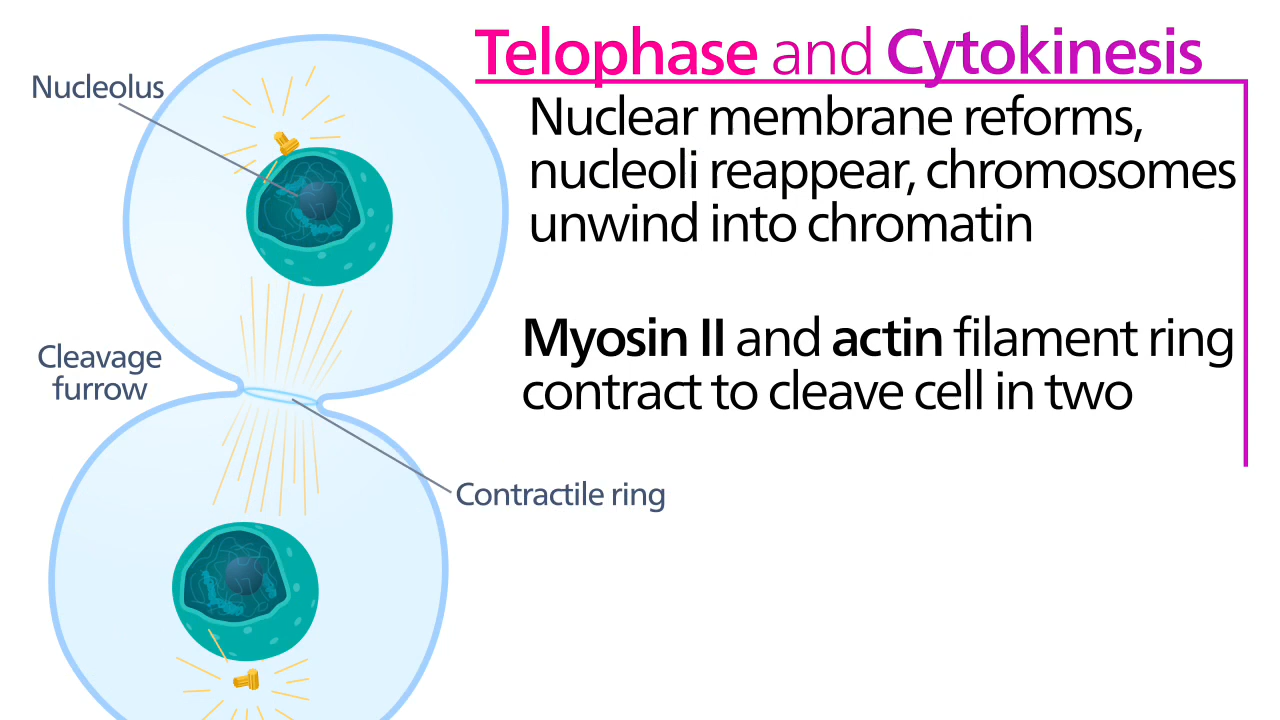 Telophase and Cytokinesis
Nucleolus
Nuclear membrane reforms,
nucleoli reappear, chromosomes
unwind into chromatin
Myosin II and actin filament ring
contract to cleave cell in two
Cleavage
furrow
Contractile ring